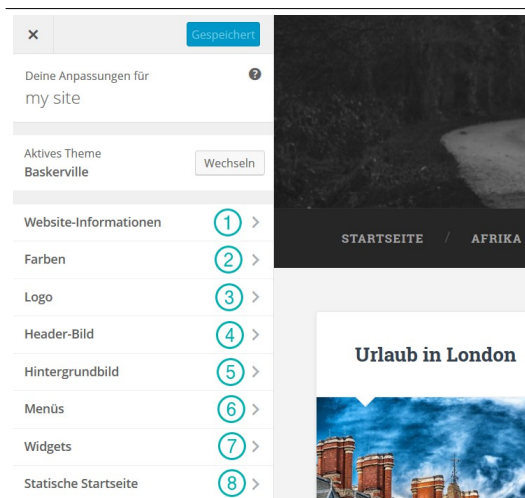 ×
Gespeichert
Deine Anpassungen für
?
my site
Aktives Theme
Baskerville
Wechseln
Website-Informationen 1 >
Farben 2 >
Logo 3 >
Header-Bild 4 >
Hintergrundbild 5 >
Menüs 6 >
Widgets 7 >
Statische Startseite 8 >
STARTSEITE / AFRIKA
Urlaub in London